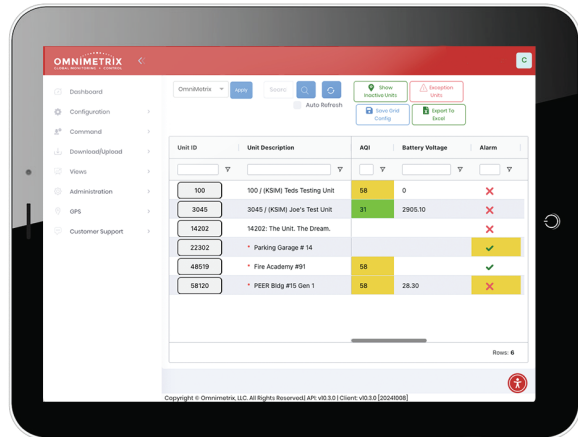 OMNIMETRIX
GLOBAL MONITORING + CONTROL
C
Dashboard
Configuration
Command
Download/Upload
Views
Administration
GPS
Customer Support
OmniMetrix
Apply
Search
Auto Refresh
Show
Inactive Units
Exception
Units
Save Grid
Config
Export To
Excel
Unit ID Unit Description AQI Battery Voltage Alarm
100 100 / (KSIM) Teds Testing Unit 58 0
3045 3045 / (KSIM) Joe's Test Unit 31 2905.10
14202 14202: The Unit. The Dream.
22302 * Parking Garage # 14
48519 * Fire Academy #91 58
58120 * PEER Bldg #15 Gen 1 58 28.30
Rows: 6
Copyright © Omnimetrix, LLC. All Rights Reserved.| API: v10.3.0 | Client: v10.3.0 [20241008]